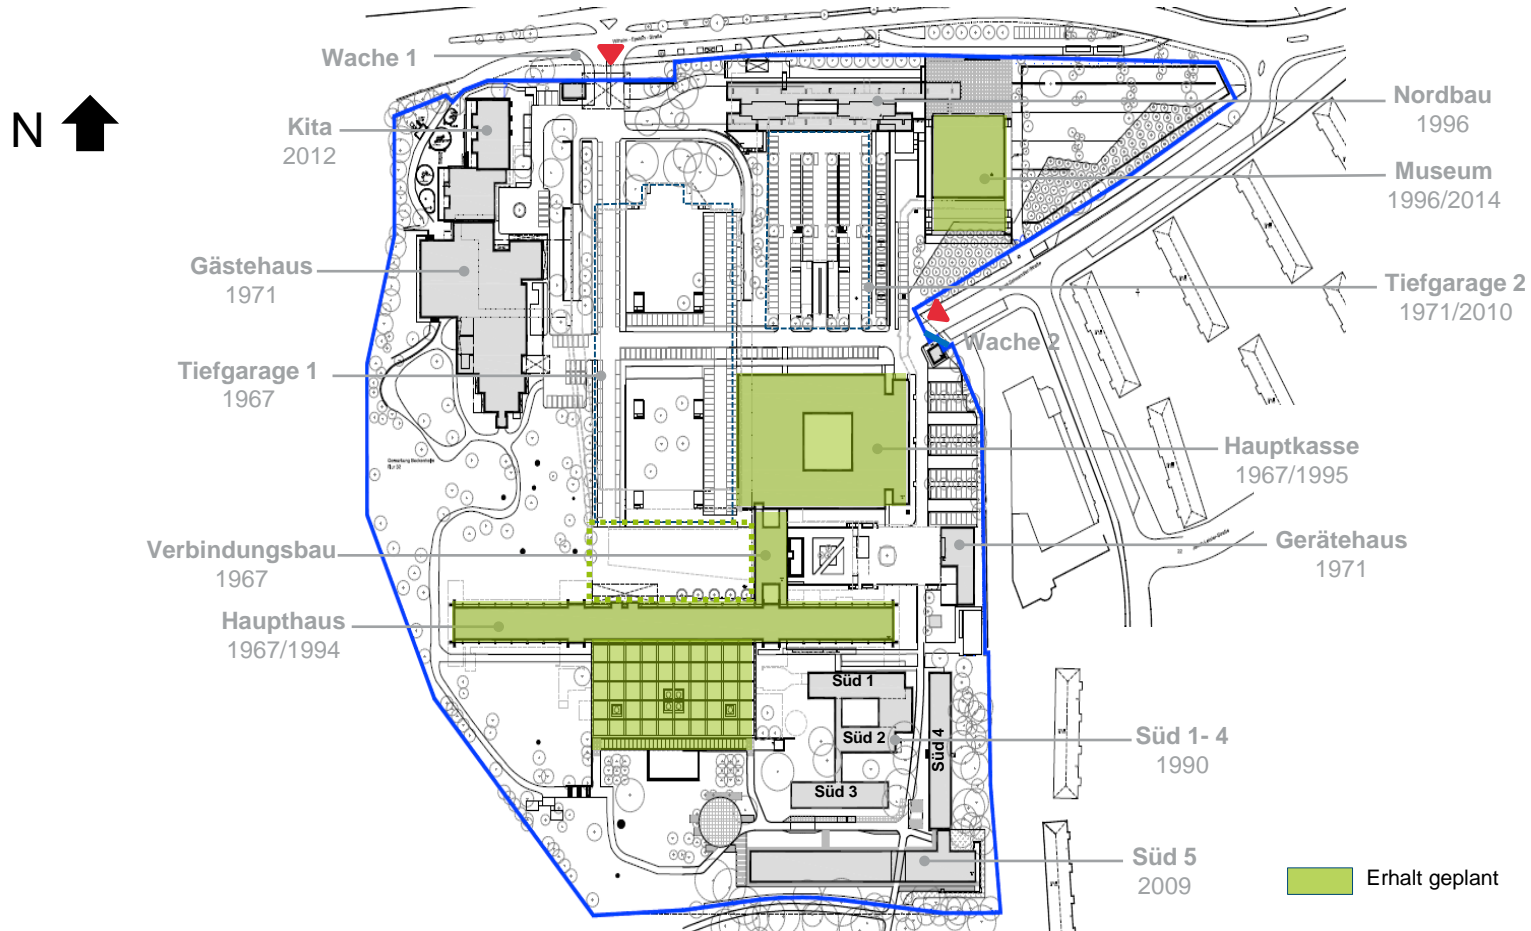 Wache 1
N
Kita
2012
Gästehaus
1971
Tiefgarage 1
1967
Verbindungsbau
1967
Haupthaus
1967/1994
Nordbau
1996
Museum
1996/2014
Tiefgarage 2
1971/2010
Wache 2
Hauptkasse
1967/1995
Gerätehaus
1971
Süd 1
Süd 2
Süd 3
Süd 4
Süd 1- 4
1990
Süd 5
2009
Erhalt geplant